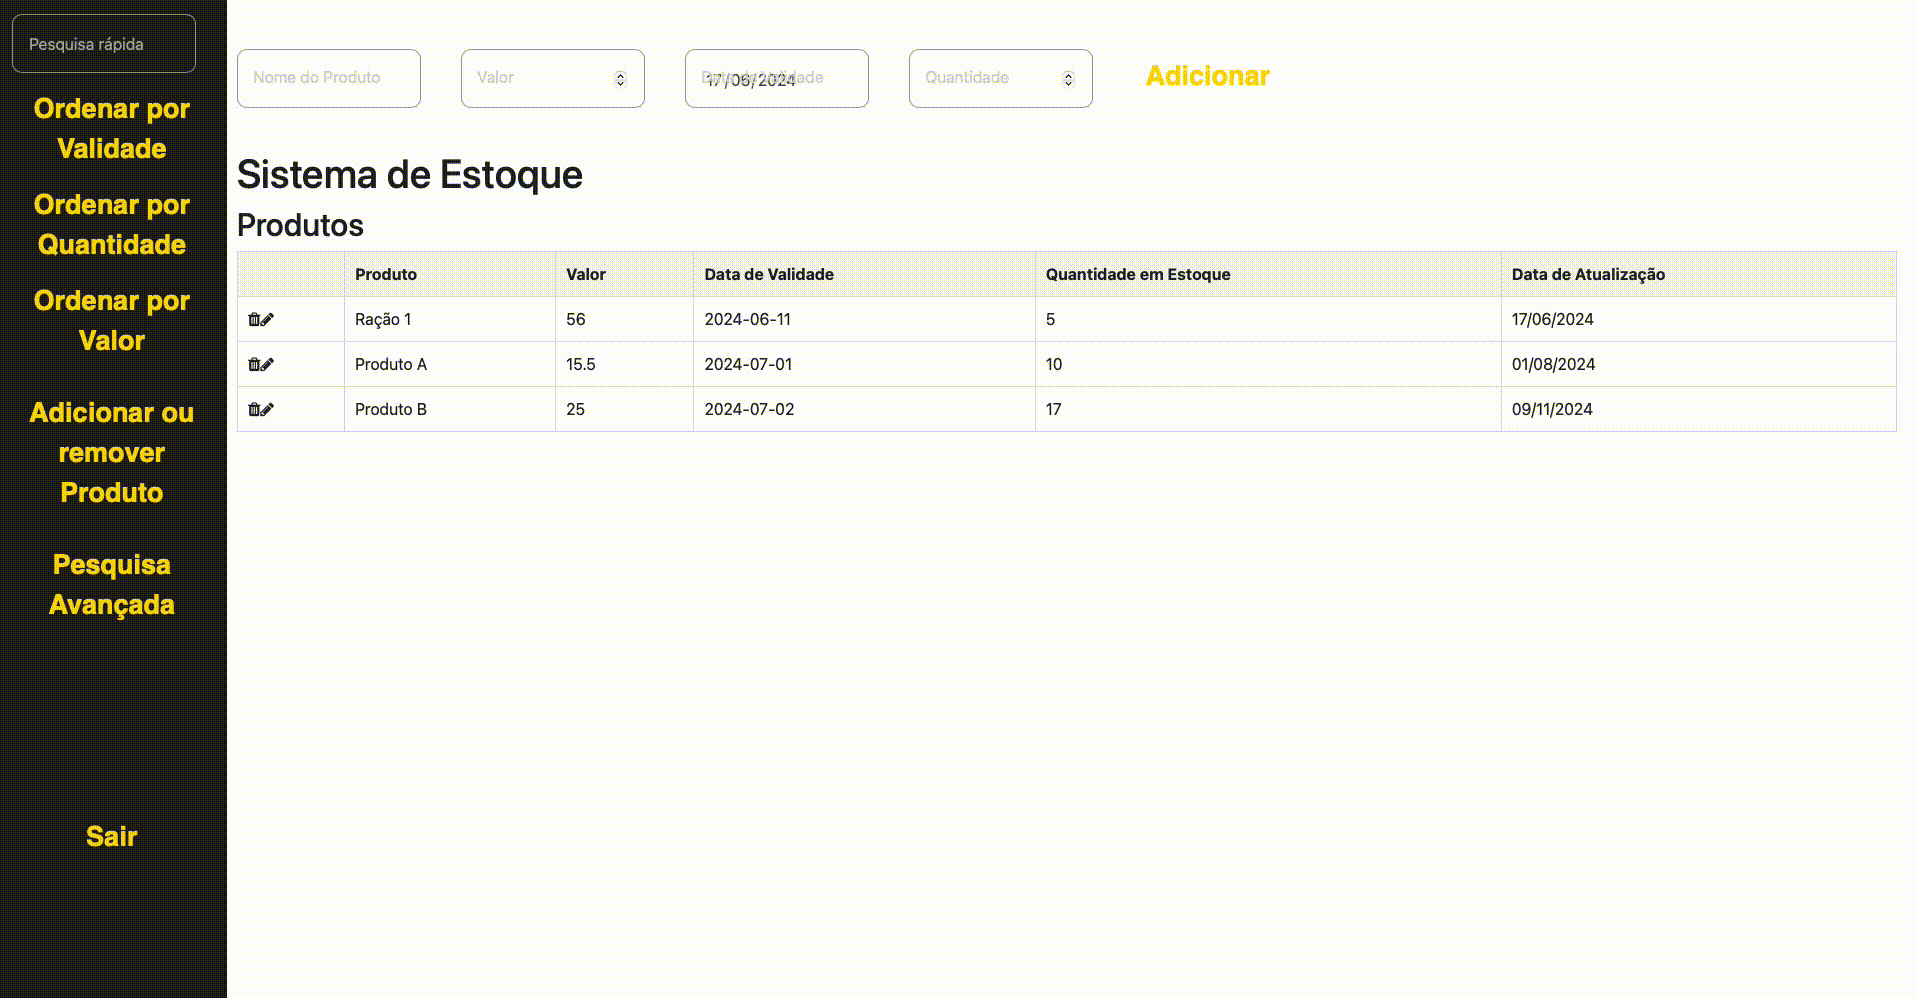 Pesquisa rápida
Ordenar por
Validade
Ordenar por
Quantidade
Ordenar por
Valor
Adicionar ou
remover
Produto
Pesquisa
Avançada
Sair
Nome do Produto
Valor
Data de Validade
17/06/2024
Quantidade
Adicionar
Sistema de Estoque
Produtos
Produto Valor Data de Validade Quantidade em Estoque Data de Atualização
Ração 1 56 2024-06-11 5 17/06/2024
Produto A 15.5 2024-07-01 10 01/08/2024
Produto B 25 2024-07-02 17 09/11/2024